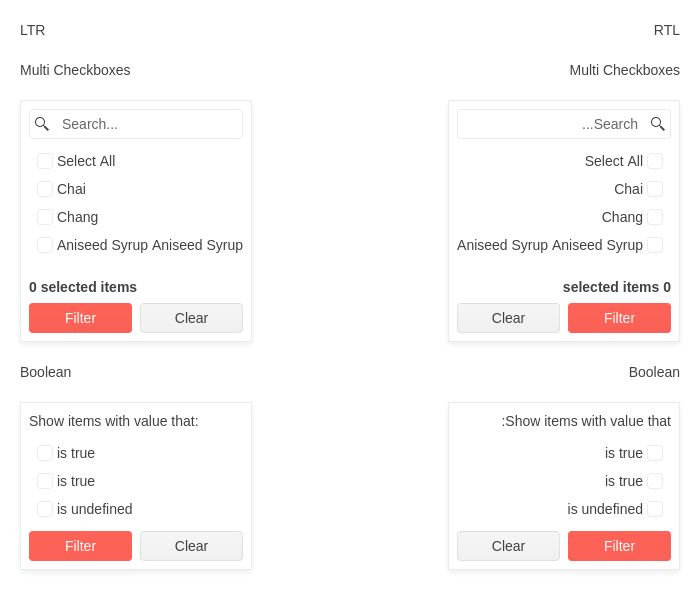 LTR
Multi Checkboxes
Search...
Select All
Chai
Chang
Aniseed Syrup Aniseed Syrup
0 selected items
Filter Clear
Boolean
Show items with value that:
is true
is true
is undefined
Filter Clear
RTL
Multi Checkboxes
...Search
Select All
Chai
Chang
Aniseed Syrup Aniseed Syrup
selected items 0
Clear Filter
Boolean
:Show items with value that
is true
is true
is undefined
Clear Filter